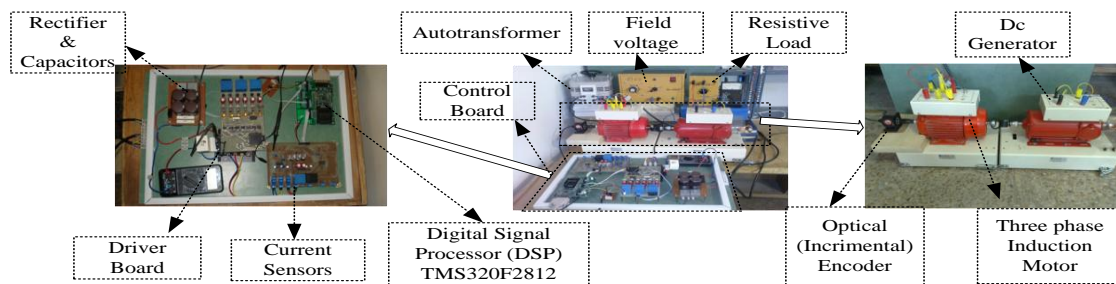 Rectifier
&
Capacitors
Autotransformer
Field
voltage
Resistive
Load
Dc
Generator
Control
Board
Driver
Board
Current
Sensors
Digital Signal
Processor (DSP)
TMS320F2812
Optical
(Incrimental)
Encoder
Three phase
Induction
Motor